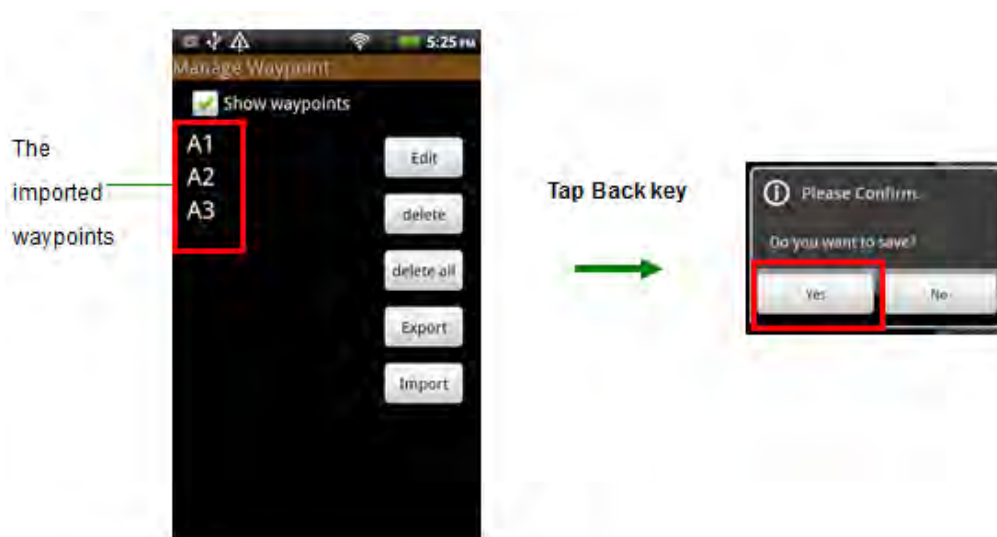 5:25 PM
Manage Waypoint
Show waypoints
The
imported
waypoints
A1
A2
A3
Edit
delete
delete all
Export
Import
Tap Back key
Please Confirm.
Do you want to save?
Yes
No